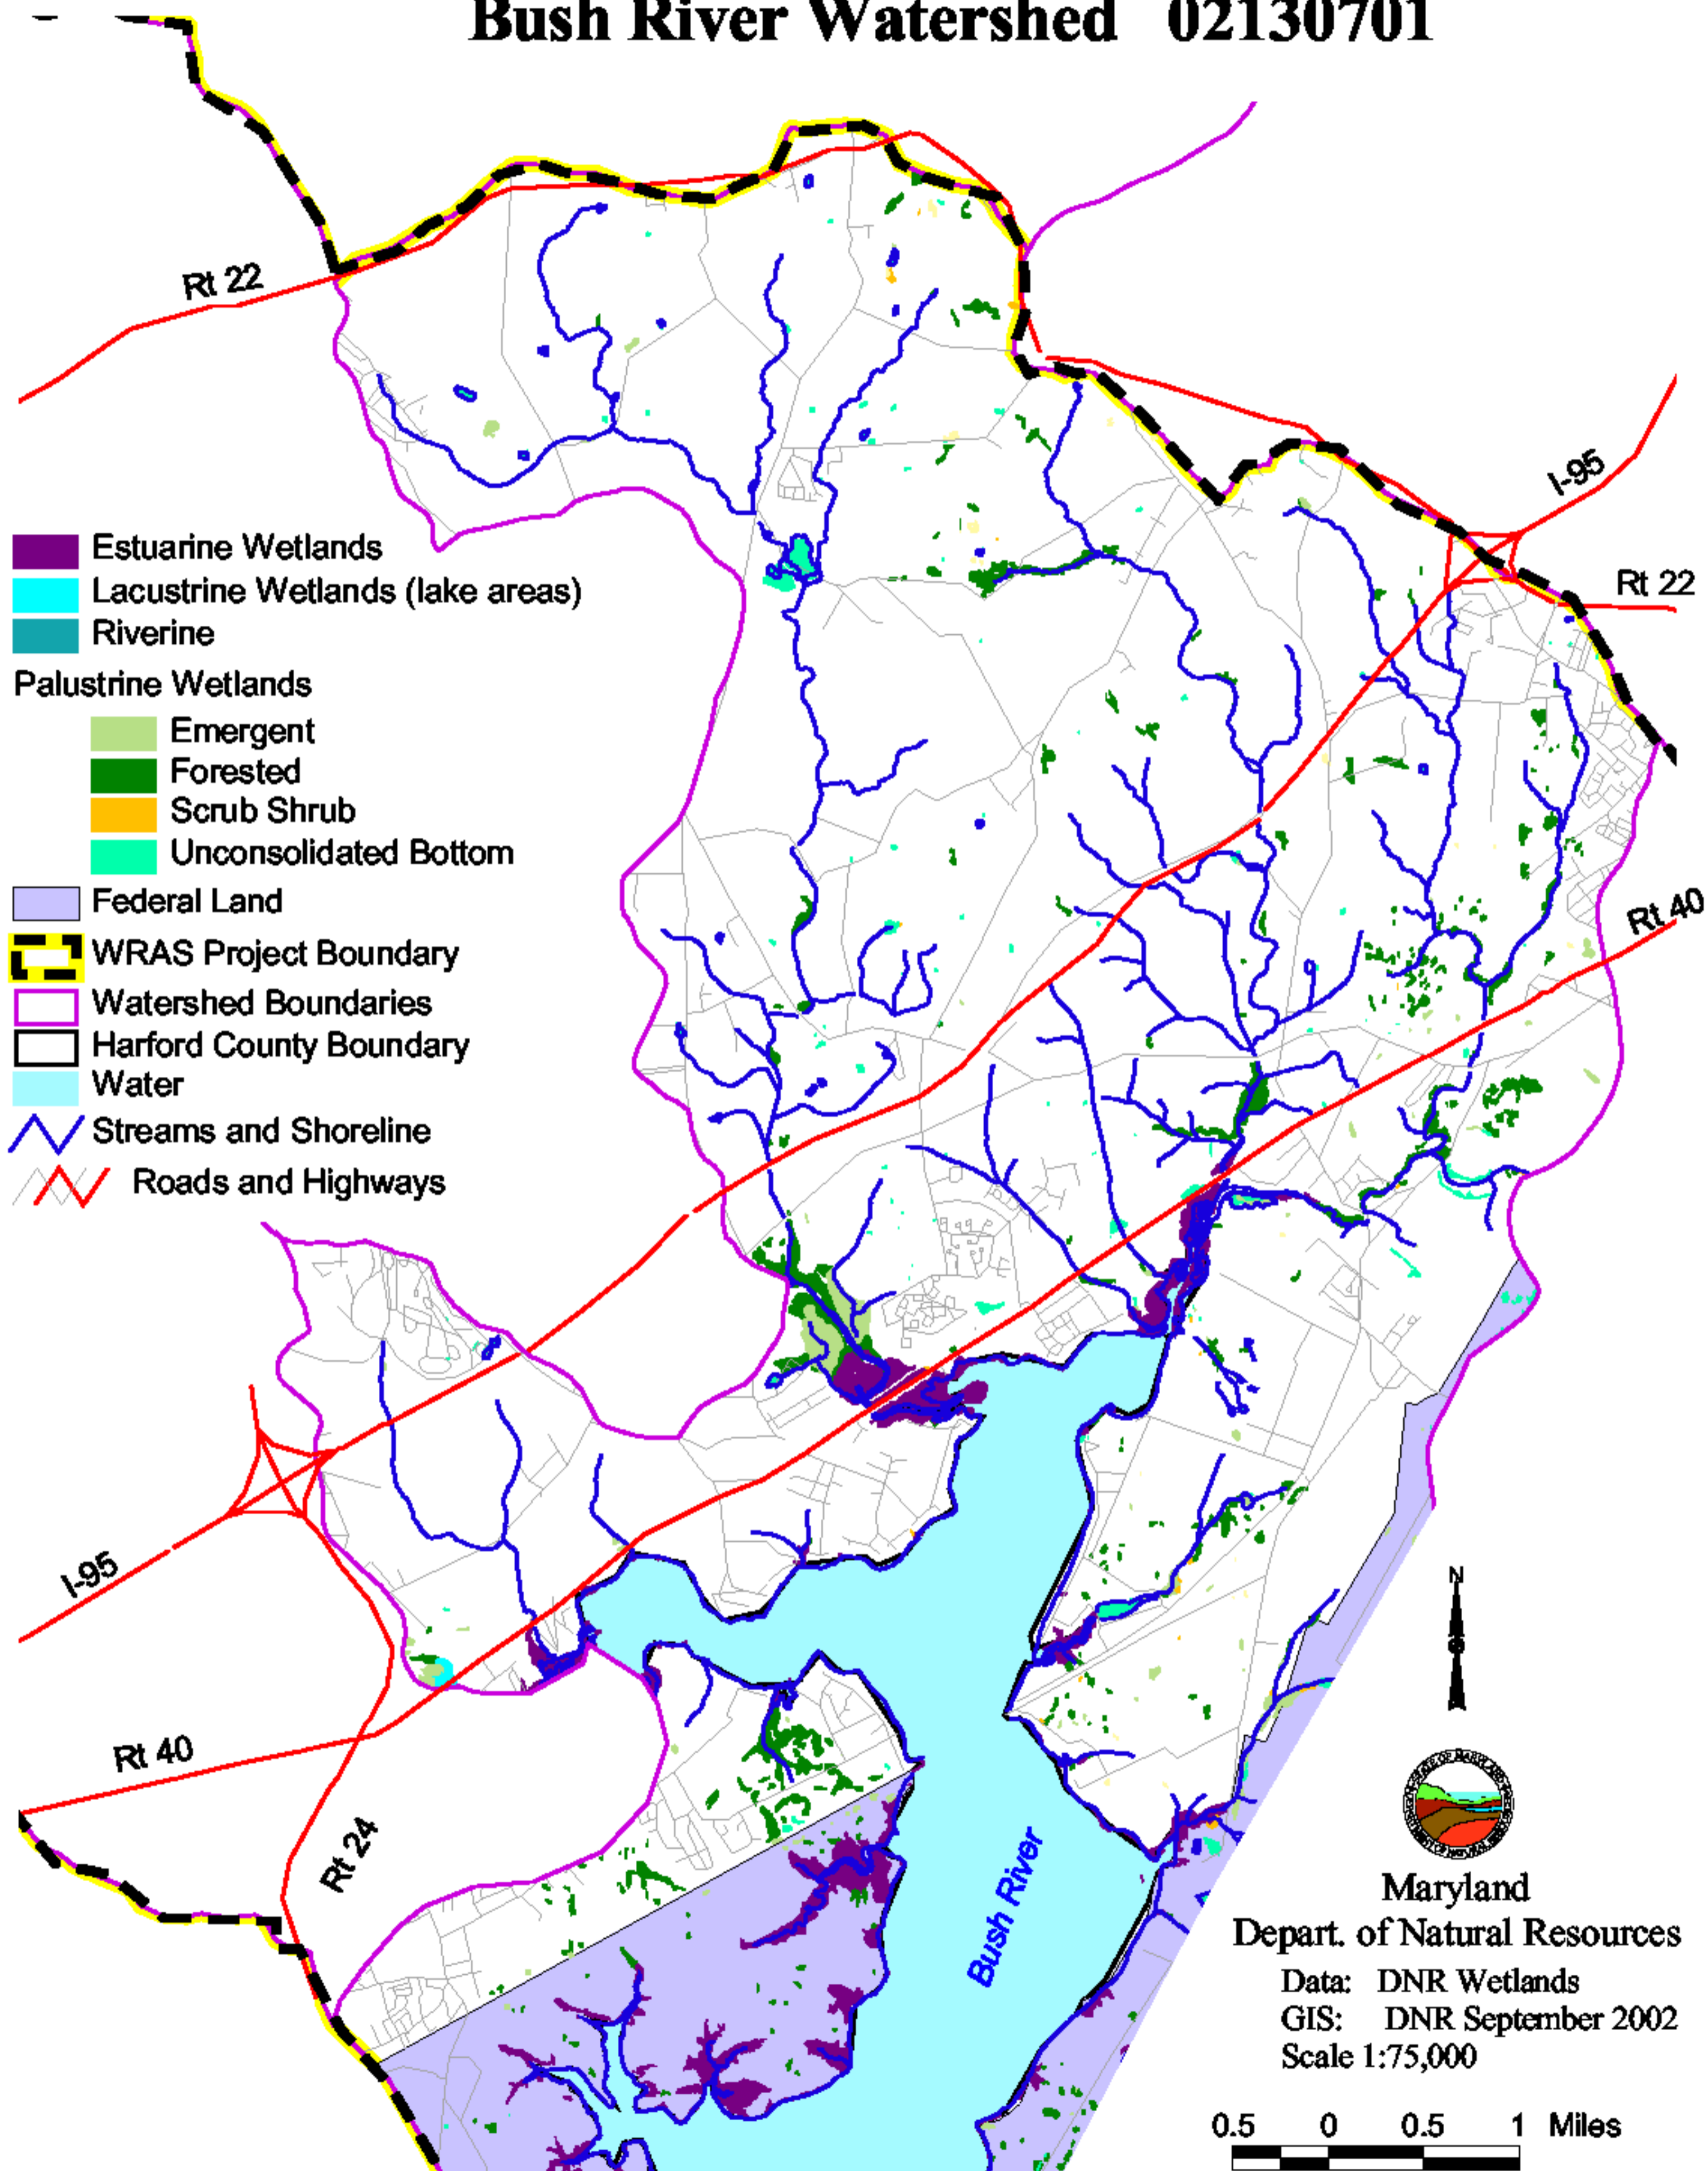 Bush River Watershed 02130701
Rt 22
I-95
Rt 22
Estuarine Wetlands
Lacustrine Wetlands (lake areas)
Riverine
Palustrine Wetlands
Emergent
Forested
Scrub Shrub
Unconsolidated Bottom
Federal Land
WRAS Project Boundary
Watershed Boundaries
Harford County Boundary
Water
Streams and Shoreline
Roads and Highways
Rt 40
I-95
Rt 40
Rt 24
Bush River
N
Maryland
Depart. of Natural Resources
Data: DNR Wetlands
GIS: DNR September 2002
Scale 1:75,000
0.5 0 0.5 1 Miles